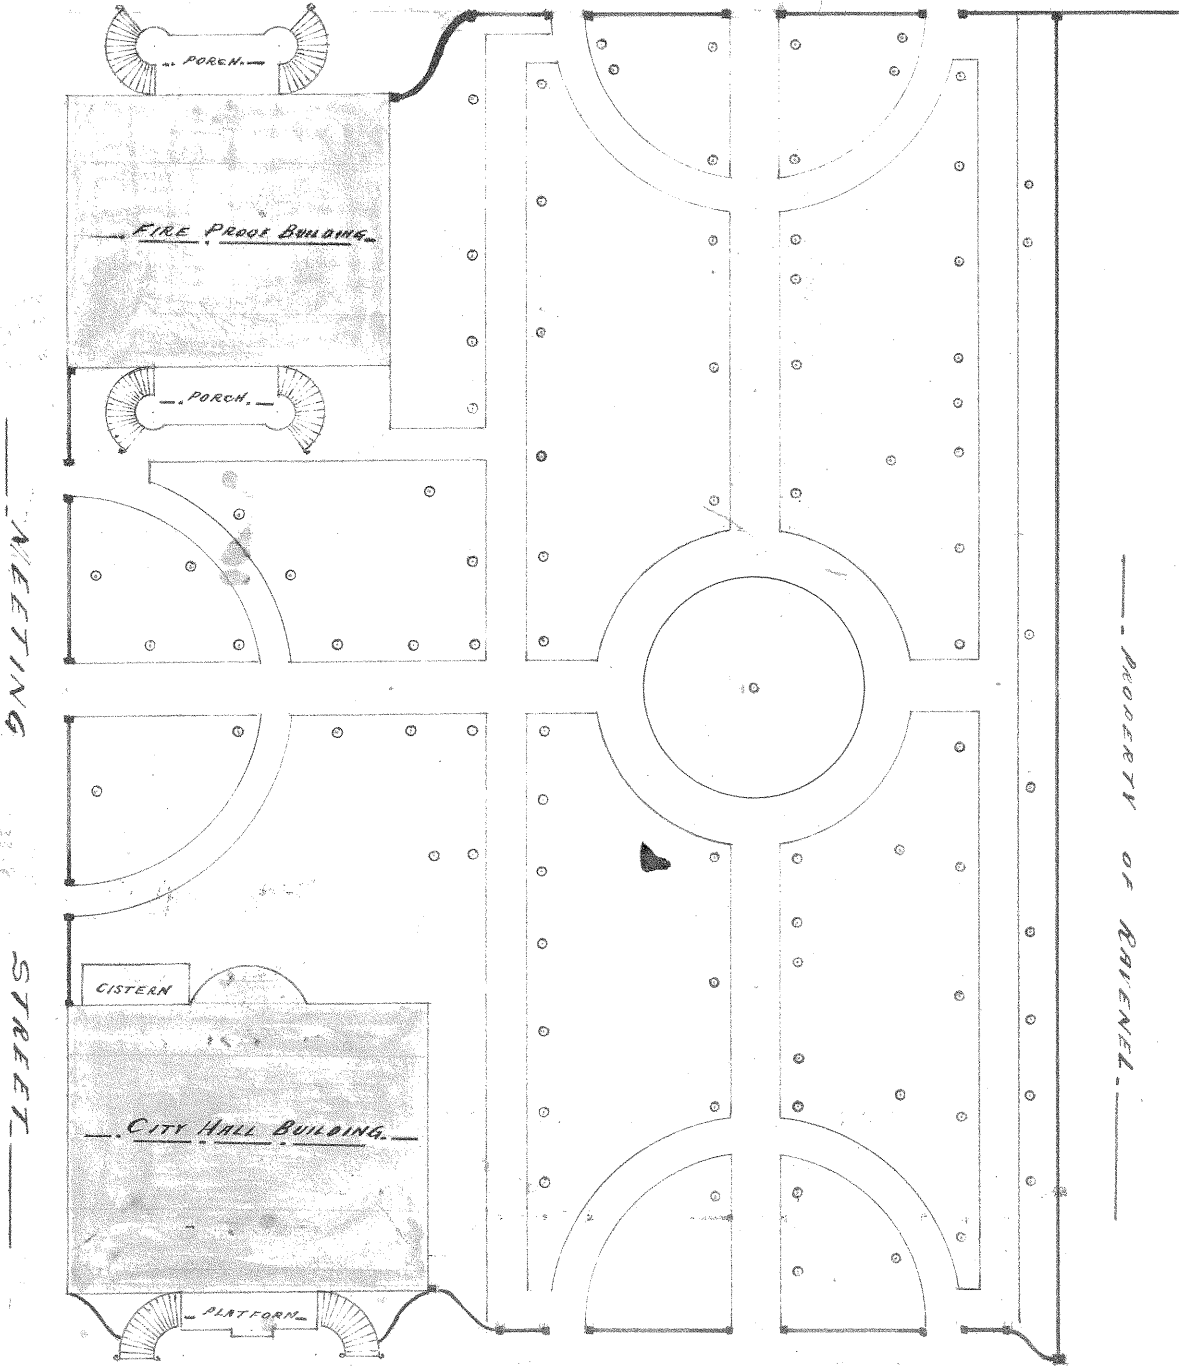 PORCH.
FIRE PROOF BUILDING.
PORCH.
MEETING STREET.
PROPERTY OF RAVENEL.
CISTERN
CITY HALL BUILDING.
PLATFORM